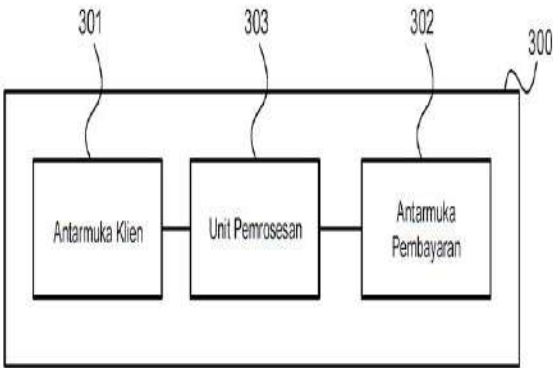 301
303
302
300
Antarmuka Klien
Unit Pemrosesan
Antarmuka
Pembayaran